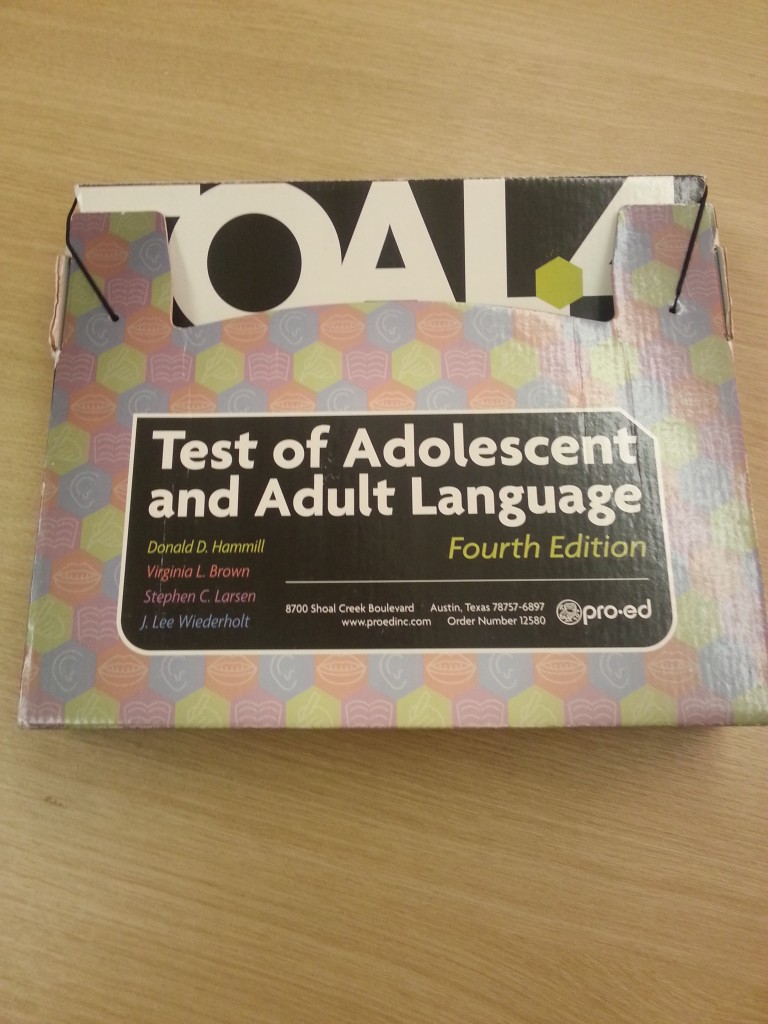 TOAL.4
Test of Adolescent
and Adult Language
Fourth Edition
Donald D. Hammill
Virginia L. Brown
Stephen C. Larsen
J. Lee Wiederholt
8700 Shoal Creek Boulevard Austin, Texas 78757-6897
www.proedinc.com Order Number 12580
pro-ed